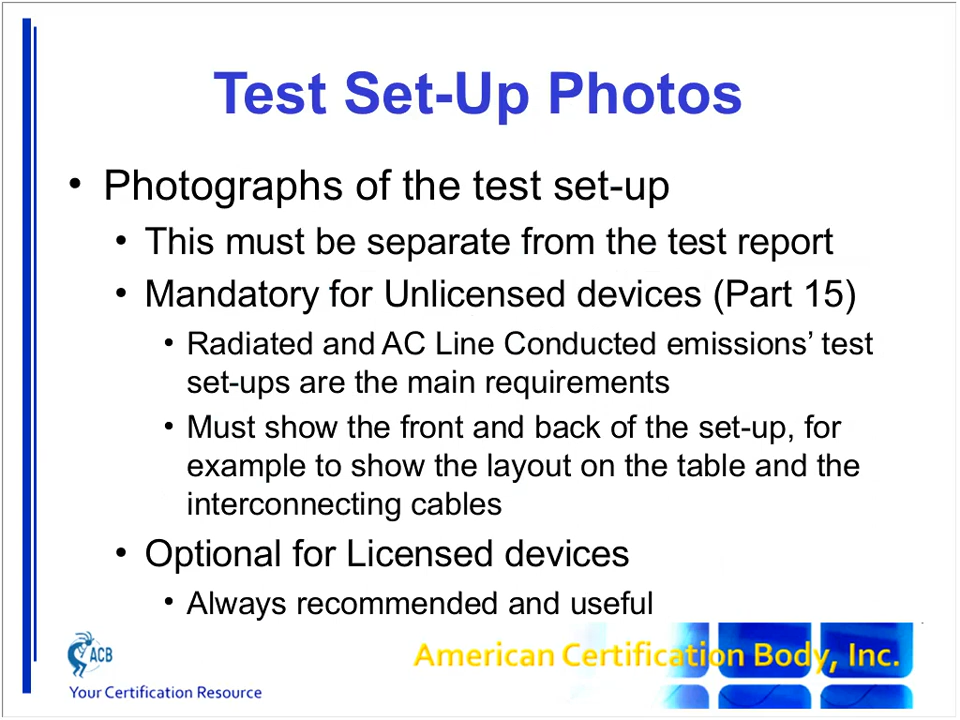 Test Set-Up Photos
• Photographs of the test set-up
• This must be separate from the test report
• Mandatory for Unlicensed devices (Part 15)
• Radiated and AC Line Conducted emissions’ test
set-ups are the main requirements
• Must show the front and back of the set-up, for
example to show the layout on the table and the
interconnecting cables
• Optional for Licensed devices
• Always recommended and useful
ACB
American Certification Body, Inc.
Your Certification Resource